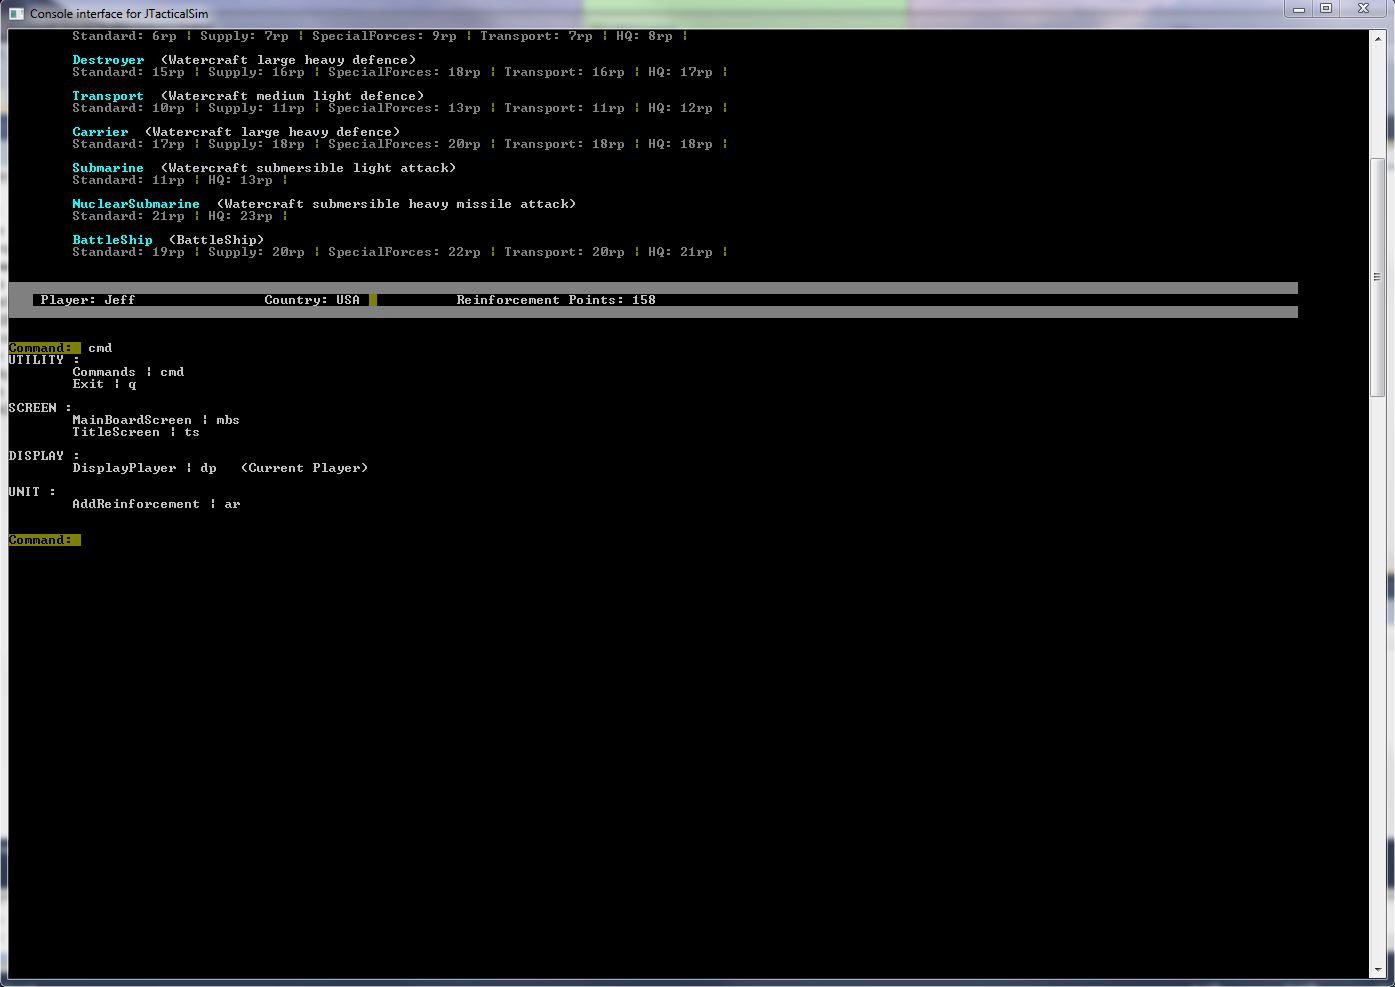 Console interface for JTacticalSim
Standard: 6rp ¦ Supply: 7rp ¦ SpecialForces: 9rp ¦ Transport: 7rp ¦ HQ: 8rp ¦
Destroyer (Watercraft large heavy defence)
Standard: 15rp ¦ Supply: 16rp ¦ SpecialForces: 18rp ¦ Transport: 16rp ¦ HQ: 17rp ¦
Transport (Watercraft medium light defence)
Standard: 10rp ¦ Supply: 11rp ¦ SpecialForces: 13rp ¦ Transport: 11rp ¦ HQ: 12rp ¦
Carrier (Watercraft large heavy defence)
Standard: 17rp ¦ Supply: 18rp ¦ SpecialForces: 20rp ¦ Transport: 18rp ¦ HQ: 18rp ¦
Submarine (Watercraft submersible light attack)
Standard: 11rp ¦ HQ: 13rp ¦
NuclearSubmarine (Watercraft submersible heavy missile attack)
Standard: 21rp ¦ HQ: 23rp ¦
BattleShip (BattleShip)
Standard: 19rp ¦ Supply: 20rp ¦ SpecialForces: 22rp ¦ Transport: 20rp ¦ HQ: 21rp ¦
Player: Jeff Country: USA Reinforcement Points: 158
Command: cmd
UTILITY :
Commands ¦ cmd
Exit ¦ q
SCREEN :
MainBoardScreen ¦ mbs
TitleScreen ¦ ts
DISPLAY :
DisplayPlayer ¦ dp (Current Player)
UNIT :
AddReinforcement ¦ ar
Command: